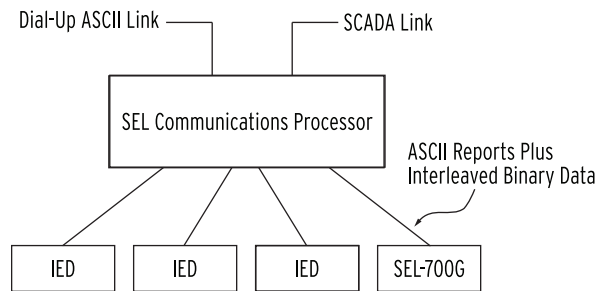 Dial-Up ASCII Link
SCADA Link
SEL Communications Processor
ASCII Reports Plus
Interleaved Binary Data
IED
IED
IED
SEL-700G